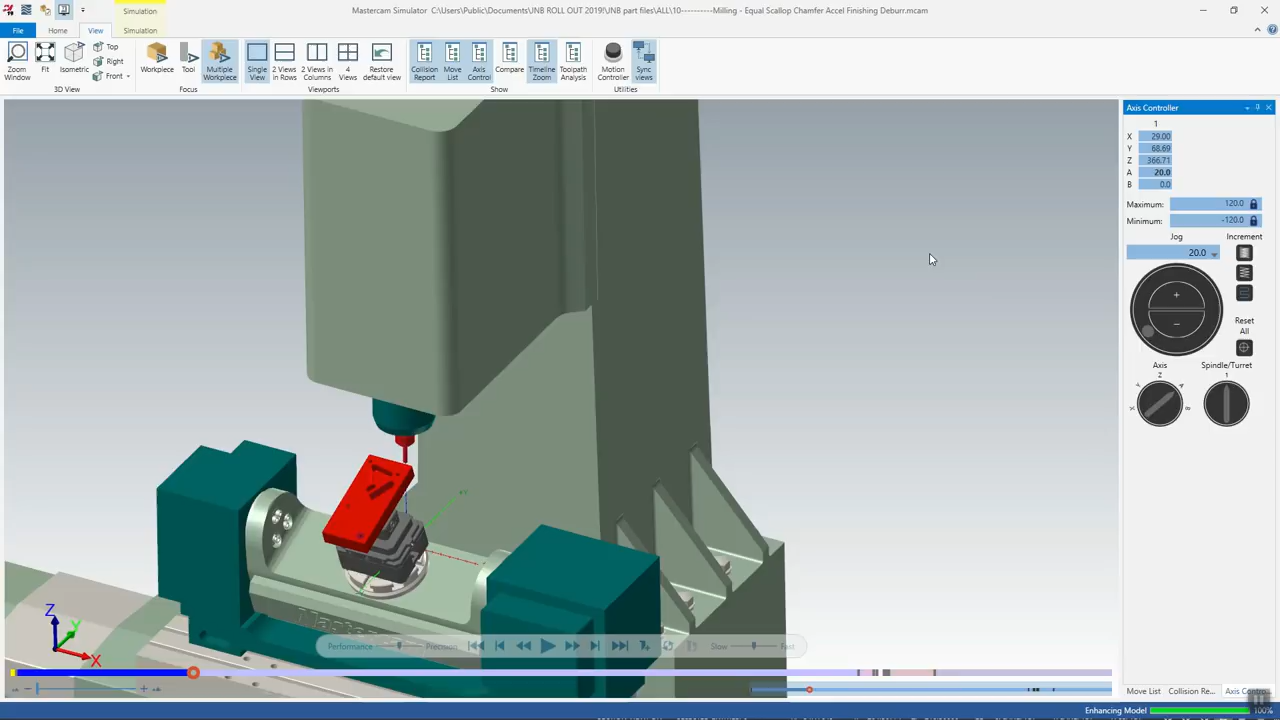 Simulation
Mastercam Simulator C:\Users\Public\Documents\UNB ROLL OUT 2019!\UNB part files\ALL\10----------Milling - Equal Scallop Chamfer Accel Finishing Deburr.mcam
File
Home
View
Simulation
Zoom Window
Fit
Isometric
Top
Right
Front
3D View
Workpiece
Tool
Multiple Workpiece
Focus
Single View
2 Views in Rows
2 Views in Columns
4 Views
Restore default view
Viewports
Collision Report
Move List
Axis Control
Compare
Timeline Zoom
Toolpath Analysis
Show
Motion Controller
Sync views
Utilities
Axis Controller
1
X 29.00
Y 68.69
Z 366.71
A 20.0
B 0.0
Maximum: 120.0
Minimum: -120.0
Jog
Increment
20.0
Reset All
Axis
Spindle/Turret
Z
1
Performance
Precision
Slow
Fast
Z
Y
X
Move List
Collision Re...
Axis Contro...
Enhancing Model
100%